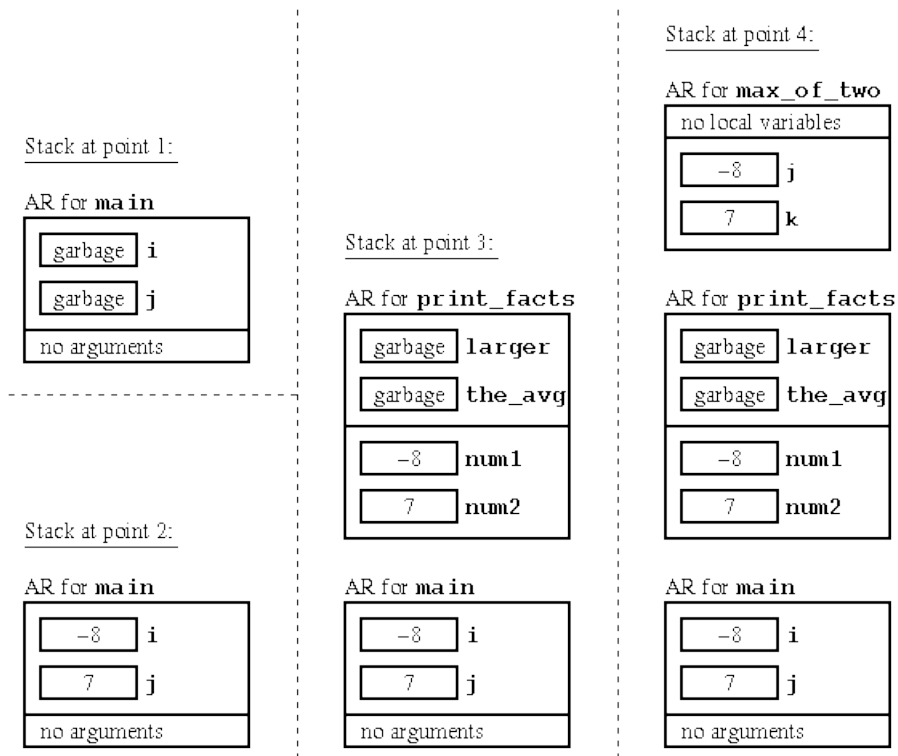 Stack at point 1:
AR for main
garbage i
garbage j
no arguments
Stack at point 2:
AR for main
−8 i
7 j
no arguments
Stack at point 3:
AR for print_facts
garbage larger
garbage the_avg
−8 num1
7 num2
AR for main
−8 i
7 j
no arguments
Stack at point 4:
AR for max_of_two
no local variables
−8 j
7 k
AR for print_facts
garbage larger
garbage the_avg
−8 num1
7 num2
AR for main
−8 i
7 j
no arguments